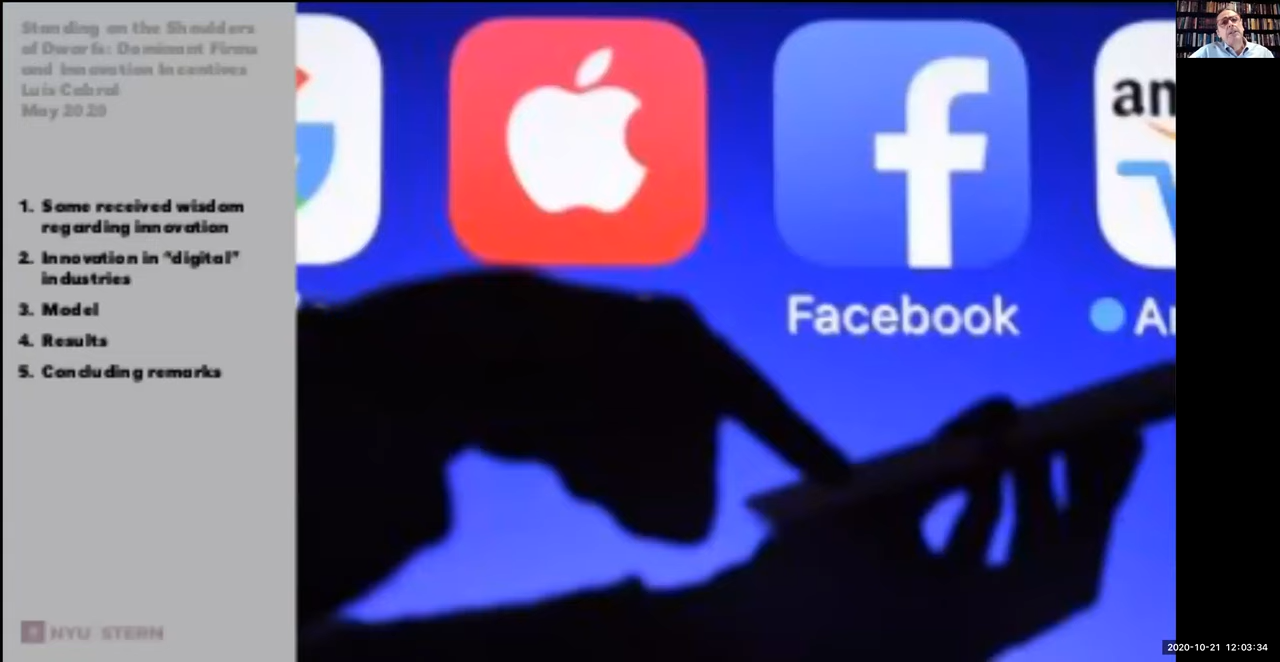 Standing on the Shoulders
of Dwarfs: Dominant Firms
and Innovation Incentives
Luís Cabral
May 2020
1. Some received wisdom
regarding innovation
2. Innovation in “digital”
industries
3. Model
4. Results
5. Concluding remarks
NYU STERN
am
Facebook
A
2020-10-21 12:03:34